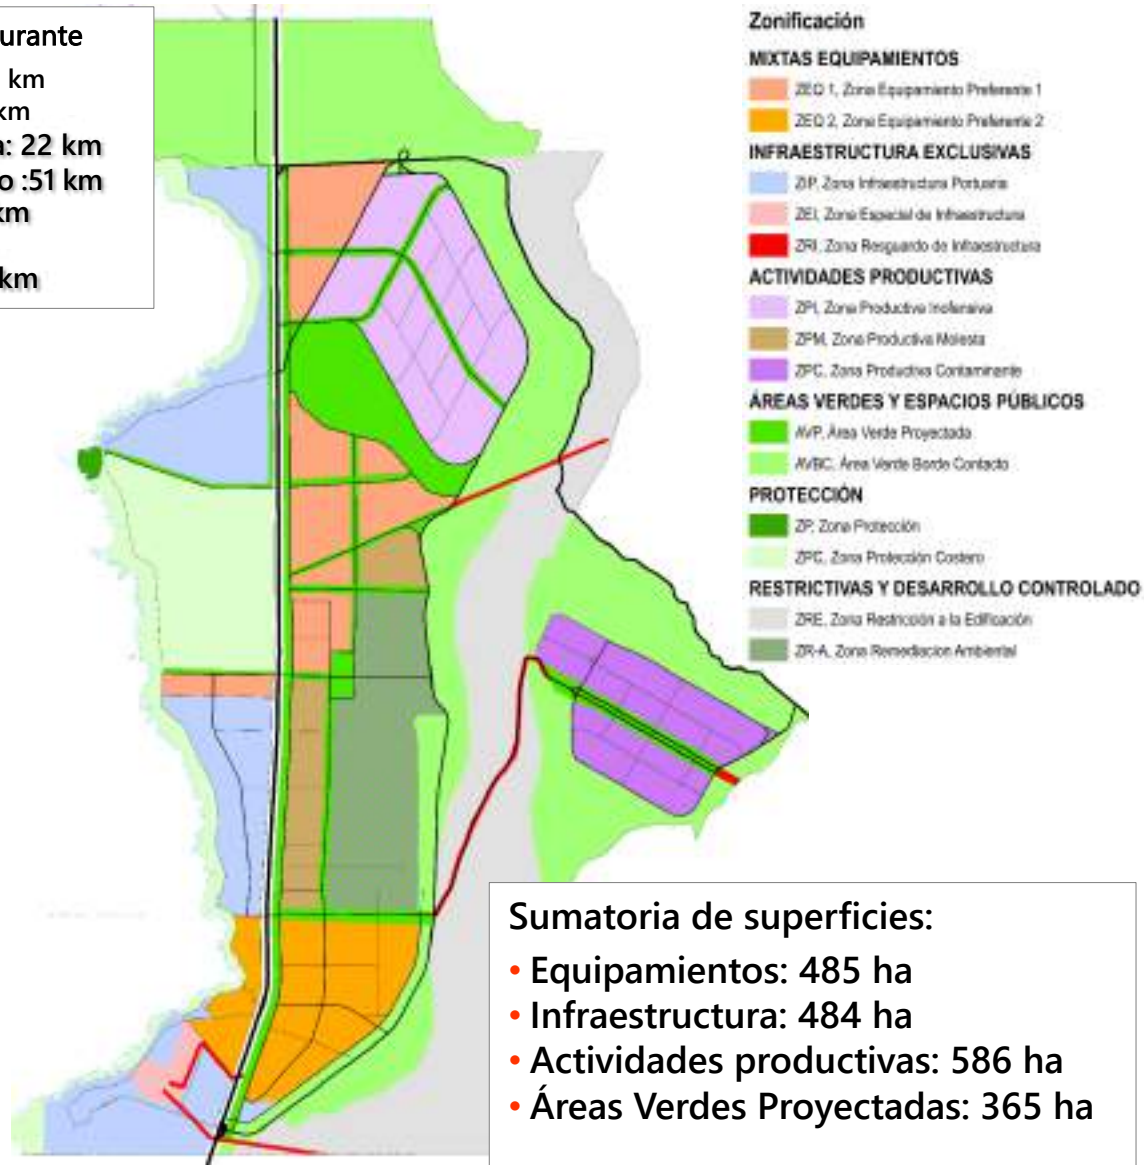 urante
km
km
a: 22 km
o :51 km
km
km
Zonificación
MIXTAS EQUIPAMIENTOS
ZEQ 1, Zona Equipamiento Preferente 1
ZEQ 2, Zona Equipamiento Preferente 2
INFRAESTRUCTURA EXCLUSIVAS
ZIP, Zona Infraestructura Portuaria
ZEI, Zona Especial de Infraestructura
ZRI, Zona Resguardo de Infraestructura
ACTIVIDADES PRODUCTIVAS
ZPI, Zona Productiva Inofensiva
ZPM, Zona Productiva Molesta
ZPC, Zona Productiva Contaminante
ÁREAS VERDES Y ESPACIOS PÚBLICOS
AVP, Área Verde Proyectada
AVBC, Área Verde Borde Contacto
PROTECCIÓN
ZP, Zona Protección
ZPC, Zona Protección Costero
RESTRICTIVAS Y DESARROLLO CONTROLADO
ZRE, Zona Restricción a la Edificación
ZR-A, Zona Remediacion Ambiental
Sumatoria de superficies:
• Equipamientos: 485 ha
• Infraestructura: 484 ha
• Actividades productivas: 586 ha
• Áreas Verdes Proyectadas: 365 ha